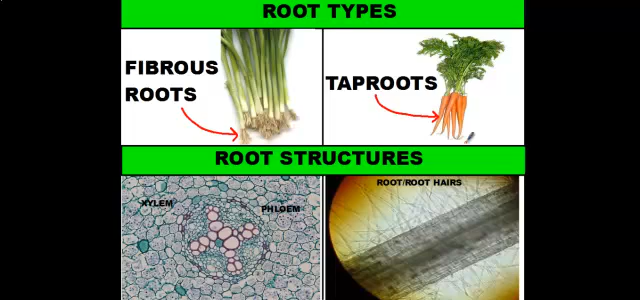 ROOT TYPES
FIBROUS
ROOTS
TAPROOTS
ROOT STRUCTURES
XYLEM
PHLOEM
ROOT/ROOT HAIRS